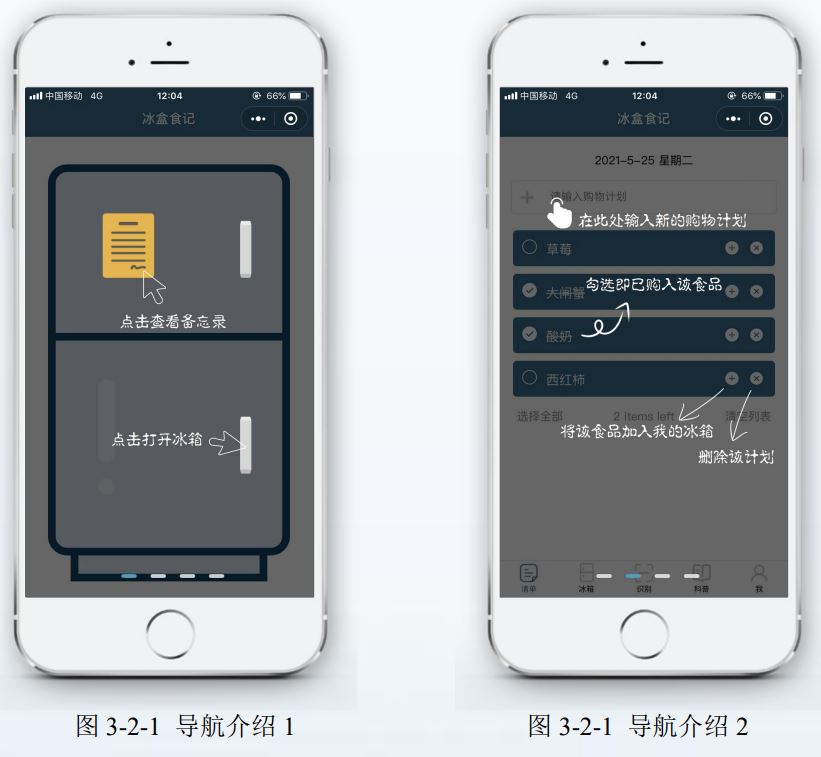 中国移动 4G 12:04 66%
冰盒食记
点击查看备忘录
点击打开冰箱
图 3-2-1 导航介绍 1
中国移动 4G 12:04 66%
冰盒食记
2021-5-25 星期二
请输入购物计划
在此处输入新的购物计划
草莓
大闸蟹
勾选即已购入该食品
酸奶
西红柿
选择全部 2 items left 清空列表
将该食品加入我的冰箱
删除该计划
清单 冰箱 识别 科普 我
图 3-2-1 导航介绍 2